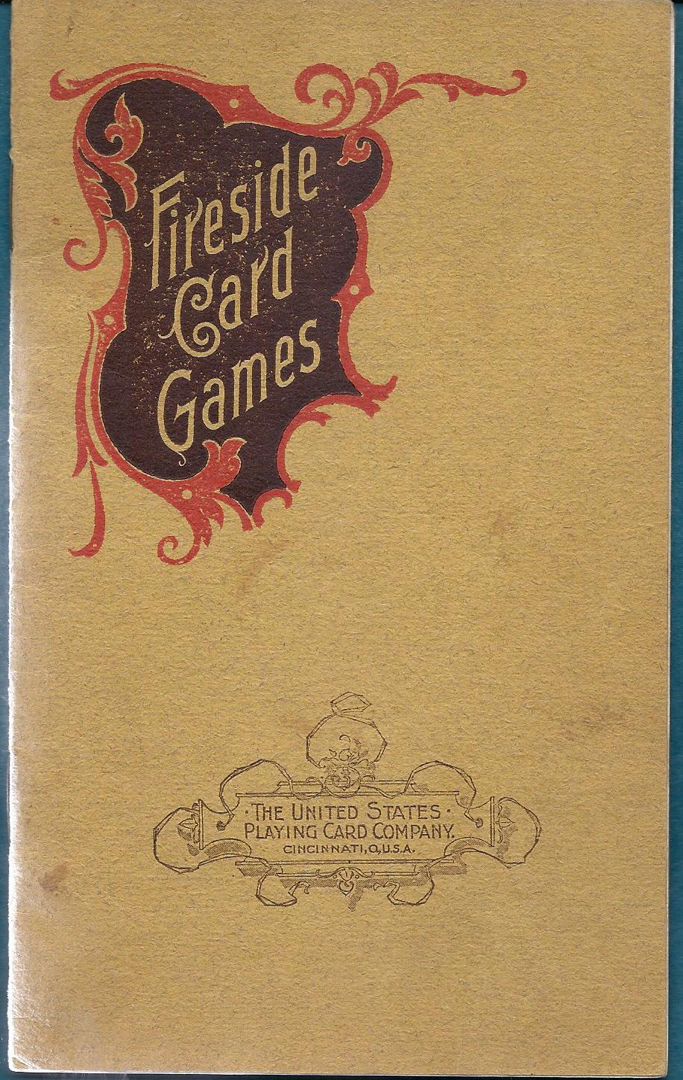 Fireside
Card
Games
·THE UNITED STATES·
PLAYING CARD COMPANY.
CINCINNATI, O, U.S.A.